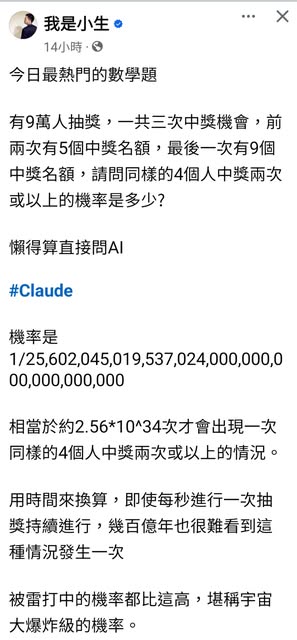 我是小生
14小時
今日最熱門的數學題
有9萬人抽獎，一共三次中獎機會，前
兩次有5個中獎名額，最後一次有9個
中獎名額，請問同樣的4個人中獎兩次
或以上的機率是多少?
懶得算直接問AI
#Claude
機率是
1/25,602,045,019,537,024,000,000,0
00,000,000,000
相當於約2.56*10^34次才會出現一次
同樣的4個人中獎兩次或以上的情況。
用時間來換算，即使每秒進行一次抽
獎持續進行，幾百億年也很難看到這
種情況發生一次
被雷打中的機率都比這高，堪稱宇宙
大爆炸級的機率。